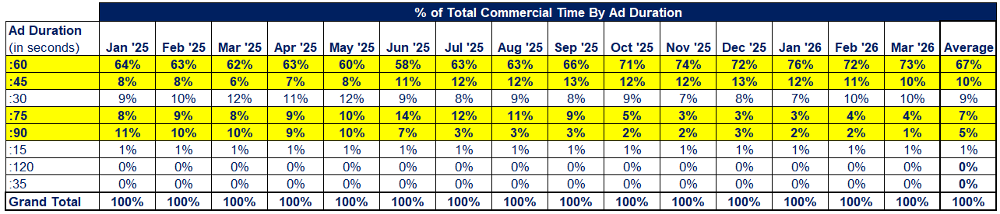 % of Total Commercial Time By Ad Duration
Ad Duration
(in seconds) Jan '25 Feb '25 Mar '25 Apr '25 May '25 Jun '25 Jul '25 Aug '25 Sep '25 Oct '25 Nov '25 Dec '25 Jan '26 Feb '26 Mar '26 Average
:60 64% 63% 62% 63% 60% 58% 63% 63% 66% 71% 74% 72% 76% 72% 73% 67%
:45 8% 8% 6% 7% 8% 11% 12% 12% 13% 12% 12% 13% 12% 11% 10% 10%
:30 9% 10% 12% 11% 12% 9% 8% 9% 8% 9% 7% 8% 7% 10% 10% 9%
:75 8% 9% 8% 9% 10% 14% 12% 11% 9% 5% 3% 3% 3% 4% 4% 7%
:90 11% 10% 10% 9% 10% 7% 3% 3% 3% 2% 2% 3% 2% 2% 1% 5%
:15 1% 1% 1% 1% 1% 1% 1% 1% 1% 1% 1% 1% 1% 1% 1% 1%
:120 0% 0% 0% 0% 0% 0% 0% 0% 0% 0% 0% 0% 0% 0% 0% 0%
:35 0% 0% 0% 0% 0% 0% 0% 0% 0% 0% 0% 0% 0% 0% 0% 0%
Grand Total 100% 100% 100% 100% 100% 100% 100% 100% 100% 100% 100% 100% 100% 100% 100% 100%